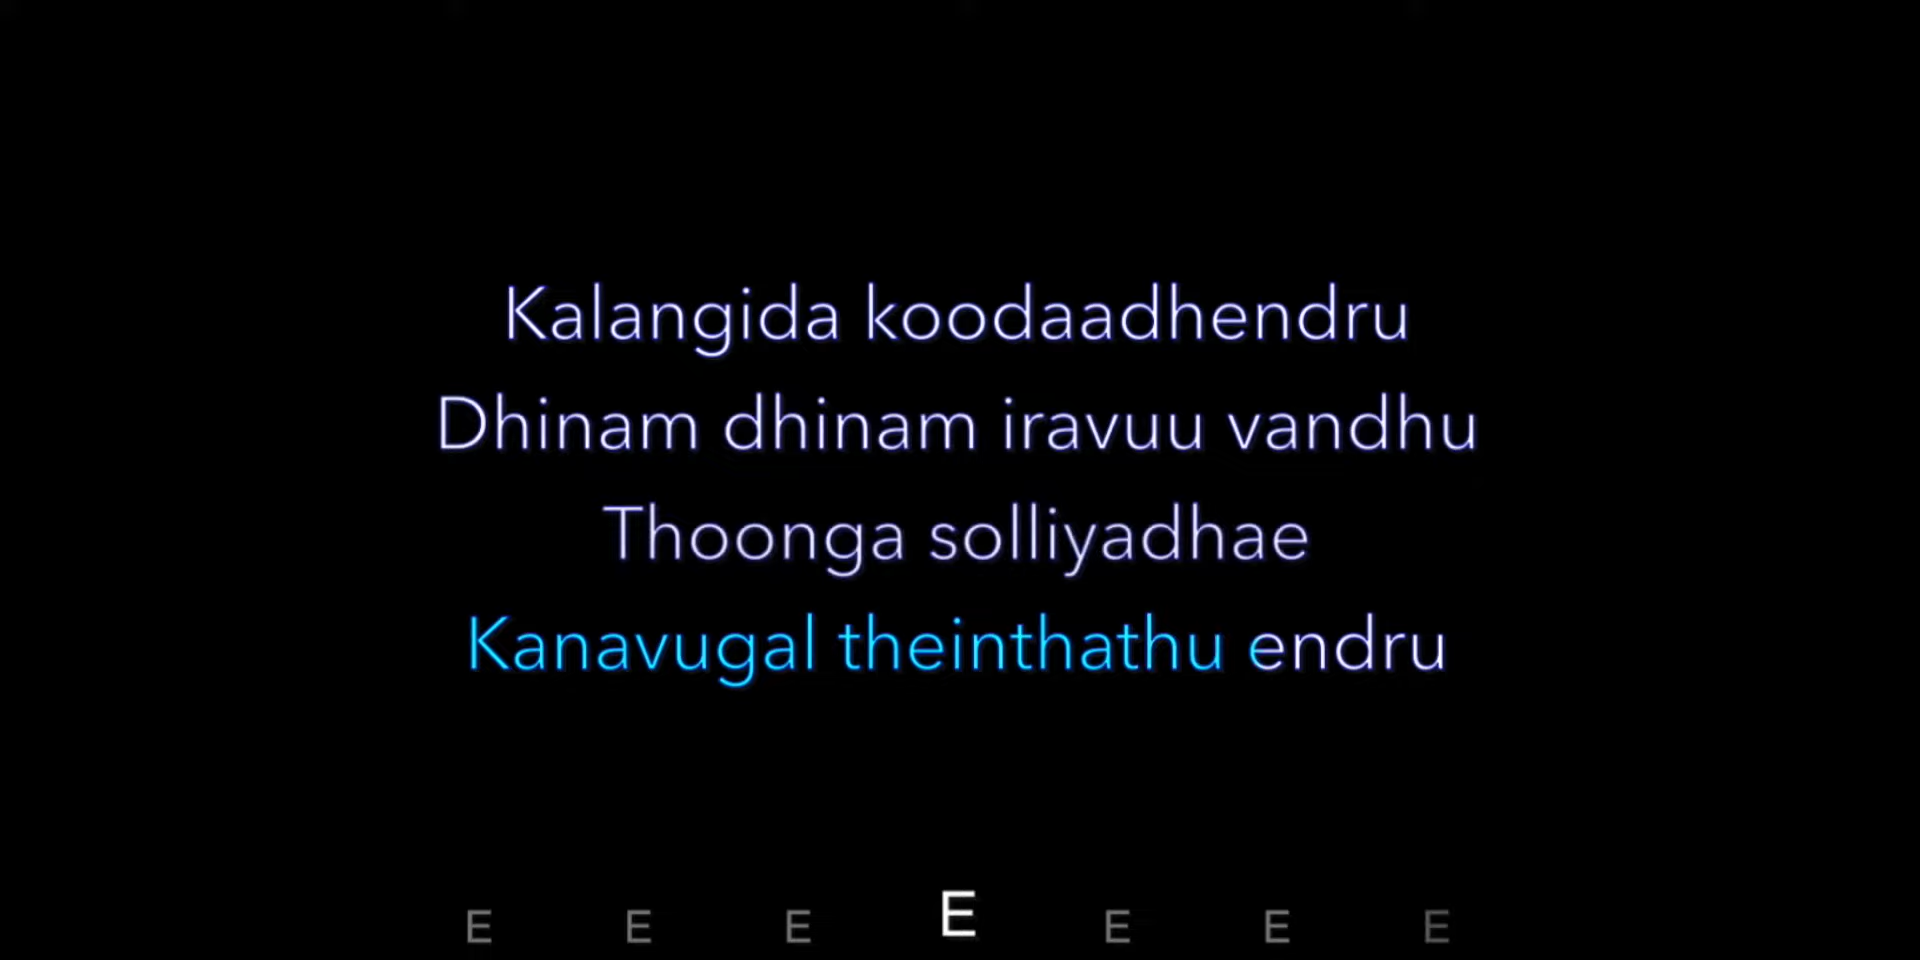 Kalangida koodaadhendru
Dhinam dhinam iravuu vandhu
Thoonga solliyadhae
Kanavugal theinthathu endru
E E E E E E E